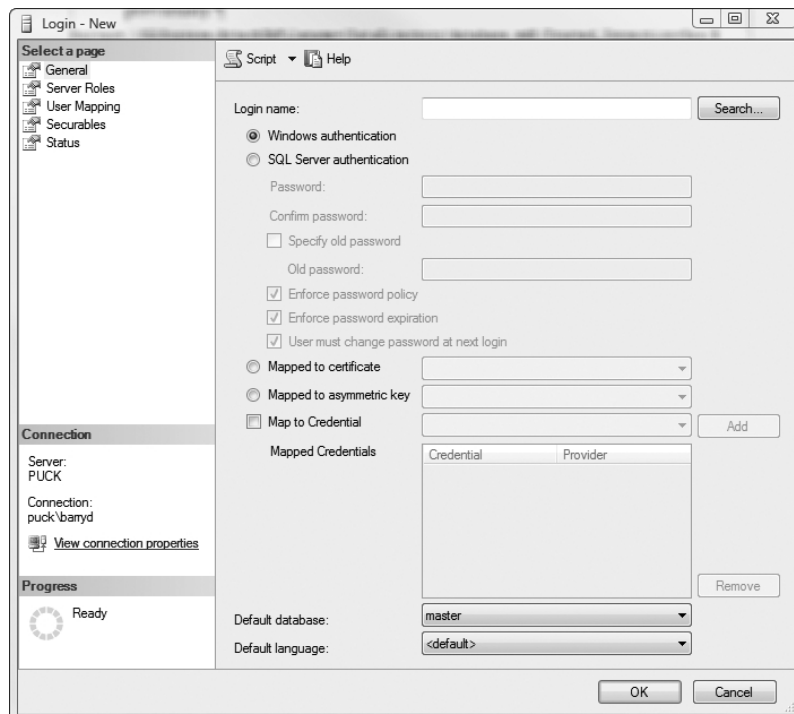 Login - New
Select a page
General
Server Roles
User Mapping
Securables
Status
Script
Help
Login name:
Search...
Windows authentication
SQL Server authentication
Password:
Confirm password:
Specify old password
Old password:
Enforce password policy
Enforce password expiration
User must change password at next login
Mapped to certificate
Mapped to asymmetric key
Map to Credential
Add
Mapped Credentials
Credential Provider
Remove
Default database:
master
Default language:
<default>
Connection
Server:
PUCK
Connection:
puck\barryd
View connection properties
Progress
Ready
OK
Cancel